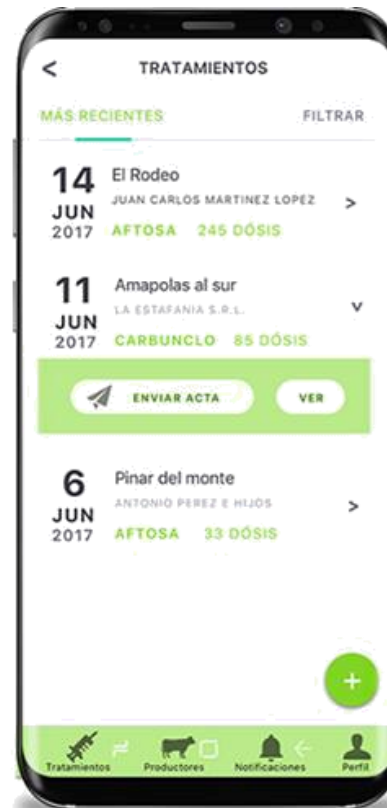 < TRATAMIENTOS
MÁS RECIENTES FILTRAR
14 JUN 2017
El Rodeo
JUAN CARLOS MARTINEZ LOPEZ >
AFTOSA 245 DÓSIS
11 JUN 2017
Amapolas al sur
LA ESTAFANIA S.R.L.
CARBUNCLO 85 DÓSIS
ENVIAR ACTA VER
6 JUN 2017
Pinar del monte
ANTONIO PEREZ E HIJOS >
AFTOSA 33 DÓSIS
+
Tratamientos Productores Notificaciones Perfil